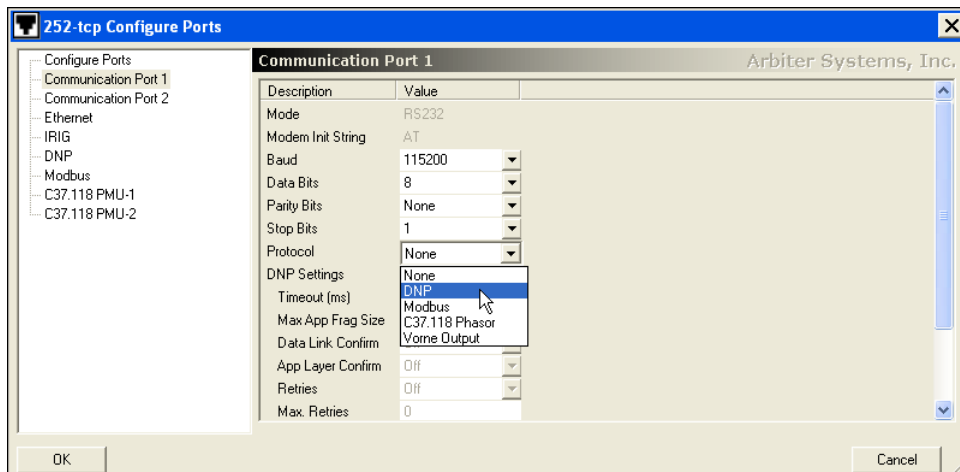 252-tcp Configure Ports
Configure Ports
Communication Port 1
Communication Port 2
Ethernet
IRIG
DNP
Modbus
C37.118 PMU-1
C37.118 PMU-2
Communication Port 1 Arbiter Systems, Inc.
Description Value
Mode RS232
Modem Init String AT
Baud 115200
Data Bits 8
Parity Bits None
Stop Bits 1
Protocol None
DNP Settings None
DNP
Timeout (ms)
Modbus
Max App Frag Size C37.118 Phasor
Data Link Confirm Vorne Output
App Layer Confirm Off
Retries Off
Max. Retries 0
OK Cancel